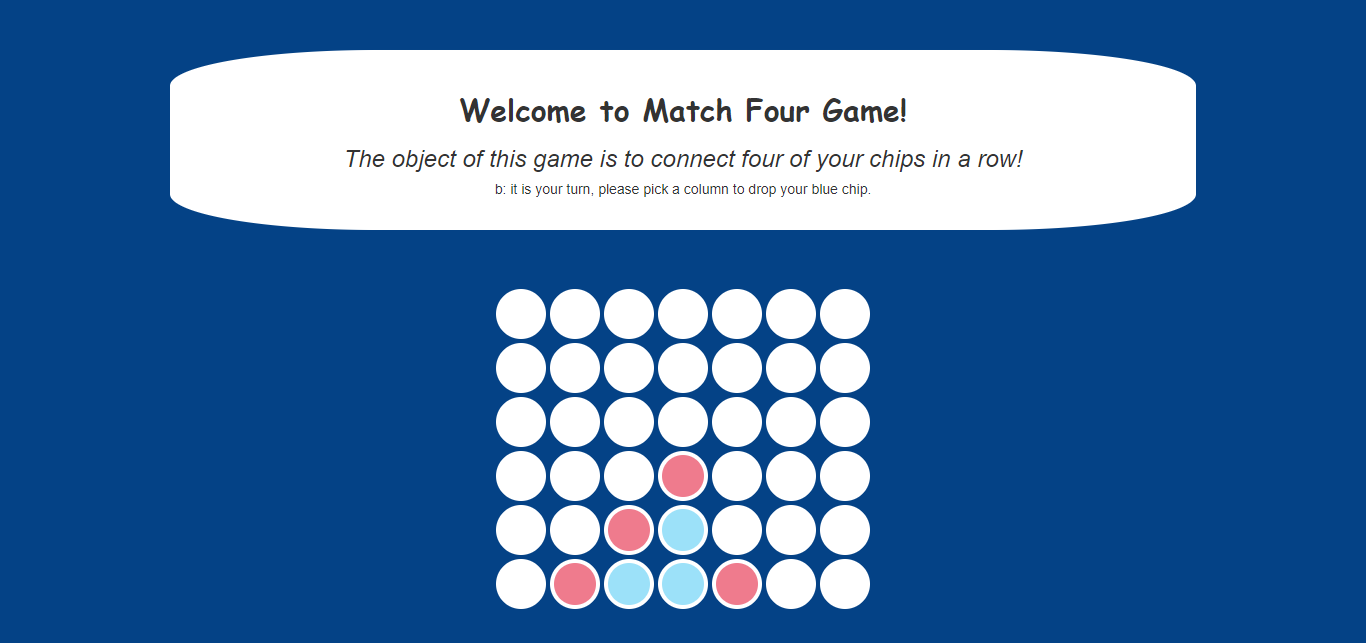 Welcome to Match Four Game!
The object of this game is to connect four of your chips in a row!
b: it is your turn, please pick a column to drop your blue chip.